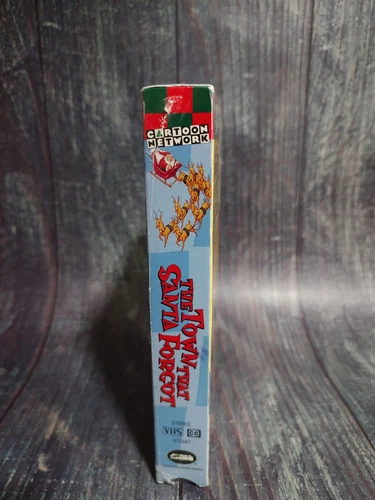 CARTOON
NETWORK
THE TOWN THAT
SANTA FORGOT
STEREO
VHS